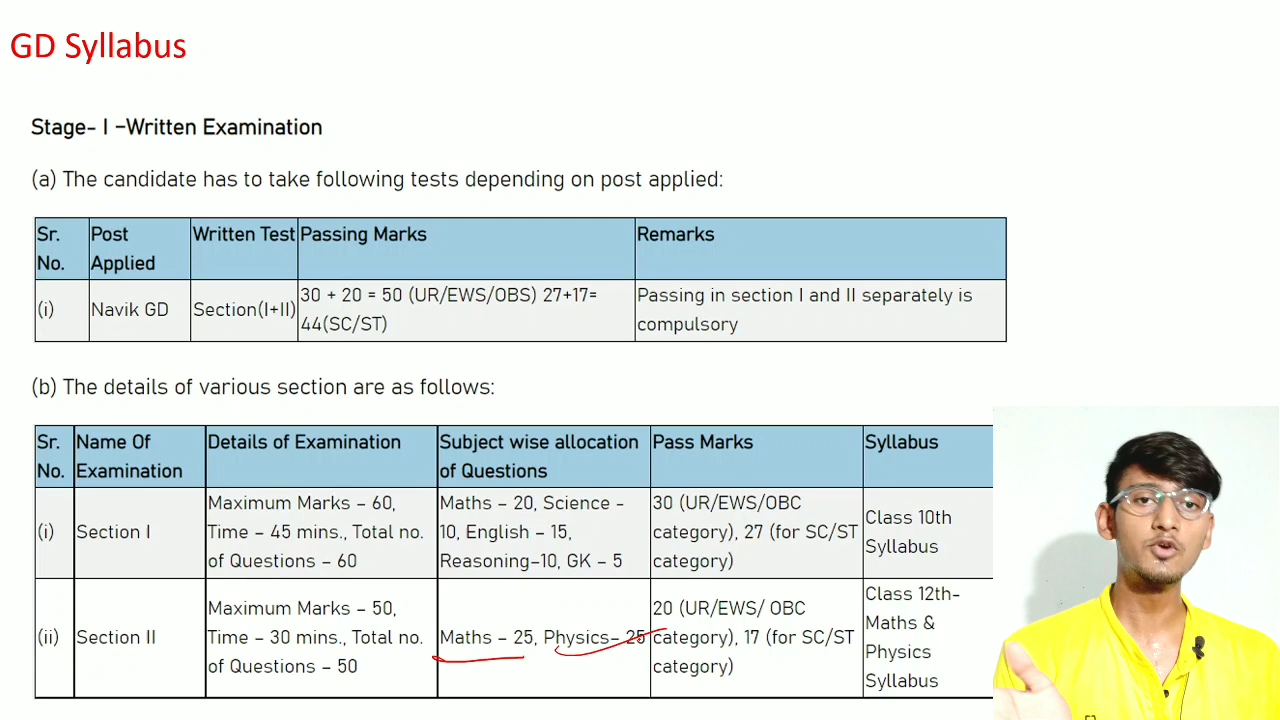 GD Syllabus
Stage- I –Written Examination
(a) The candidate has to take following tests depending on post applied:
Sr. No. Post Applied Written Test Passing Marks Remarks
(i) Navik GD Section(I+II) 30 + 20 = 50 (UR/EWS/OBS) 27+17= 44(SC/ST) Passing in section I and II separately is compulsory
(b) The details of various section are as follows:
Sr. No. Name Of Examination Details of Examination Subject wise allocation of Questions Pass Marks Syllabus
(i) Section I Maximum Marks – 60, Time – 45 mins., Total no. of Questions – 60 Maths – 20, Science – 10, English – 15, Reasoning–10, GK – 5 30 (UR/EWS/OBC category), 27 (for SC/ST category) Class 10th Syllabus
(ii) Section II Maximum Marks – 50, Time – 30 mins., Total no. of Questions – 50 Maths – 25, Physics– 25 20 (UR/EWS/ OBC category), 17 (for SC/ST category) Class 12th- Maths & Physics Syllabus